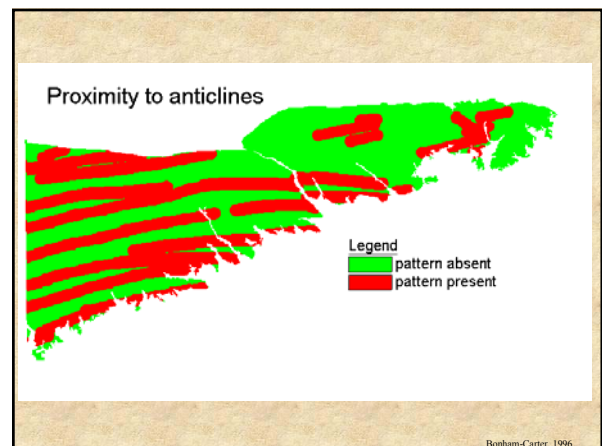 Proximity to anticlines
Legend
pattern absent
pattern present
Bonham-Carter, 1996